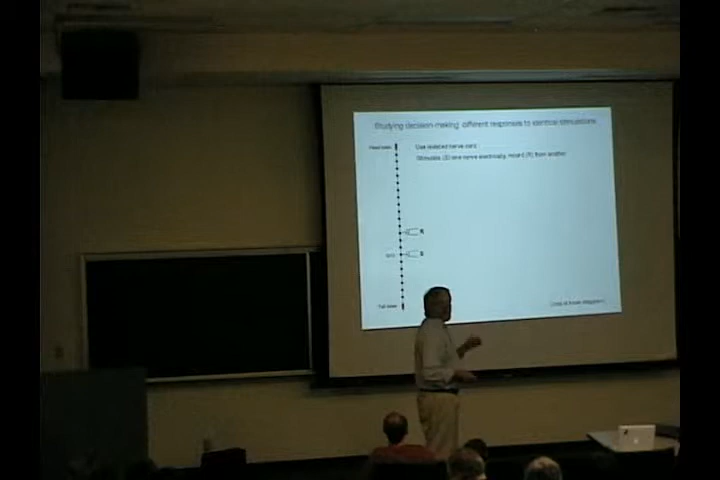 Studying decision-making: different responses to identical stimulations
Head brain
Use isolated nerve cord
Stimulate (S) one nerve electrically, record (R) from another
R
S
Tail brain